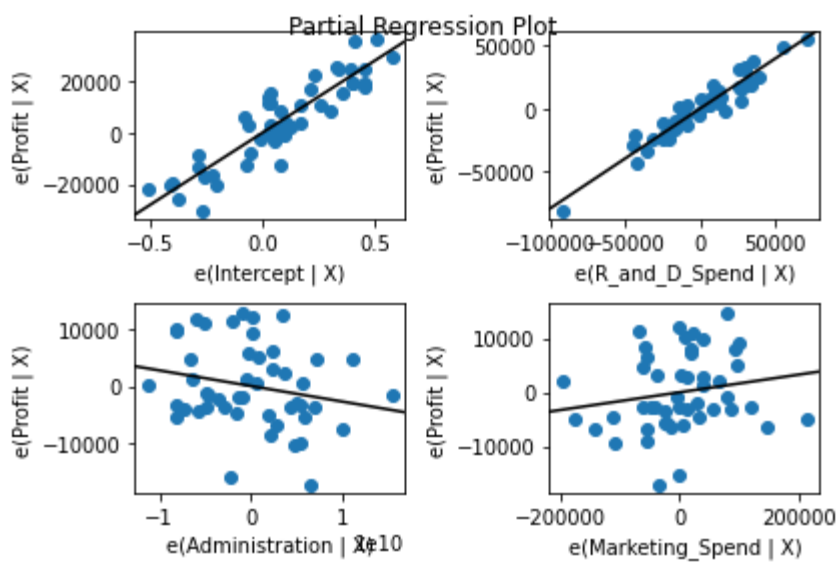 Partial Regression Plot
e(Profit | X)
20000
0
−20000
−0.5
0.0
0.5
e(Intercept | X)
e(Profit | X)
50000
0
−50000
−100000
−50000
0
50000
e(R_and_D_Spend | X)
e(Profit | X)
10000
0
−10000
−1
0
1
e(Administration | X)
1e10
e(Profit | X)
10000
0
−10000
−200000
0
200000
e(Marketing_Spend | X)